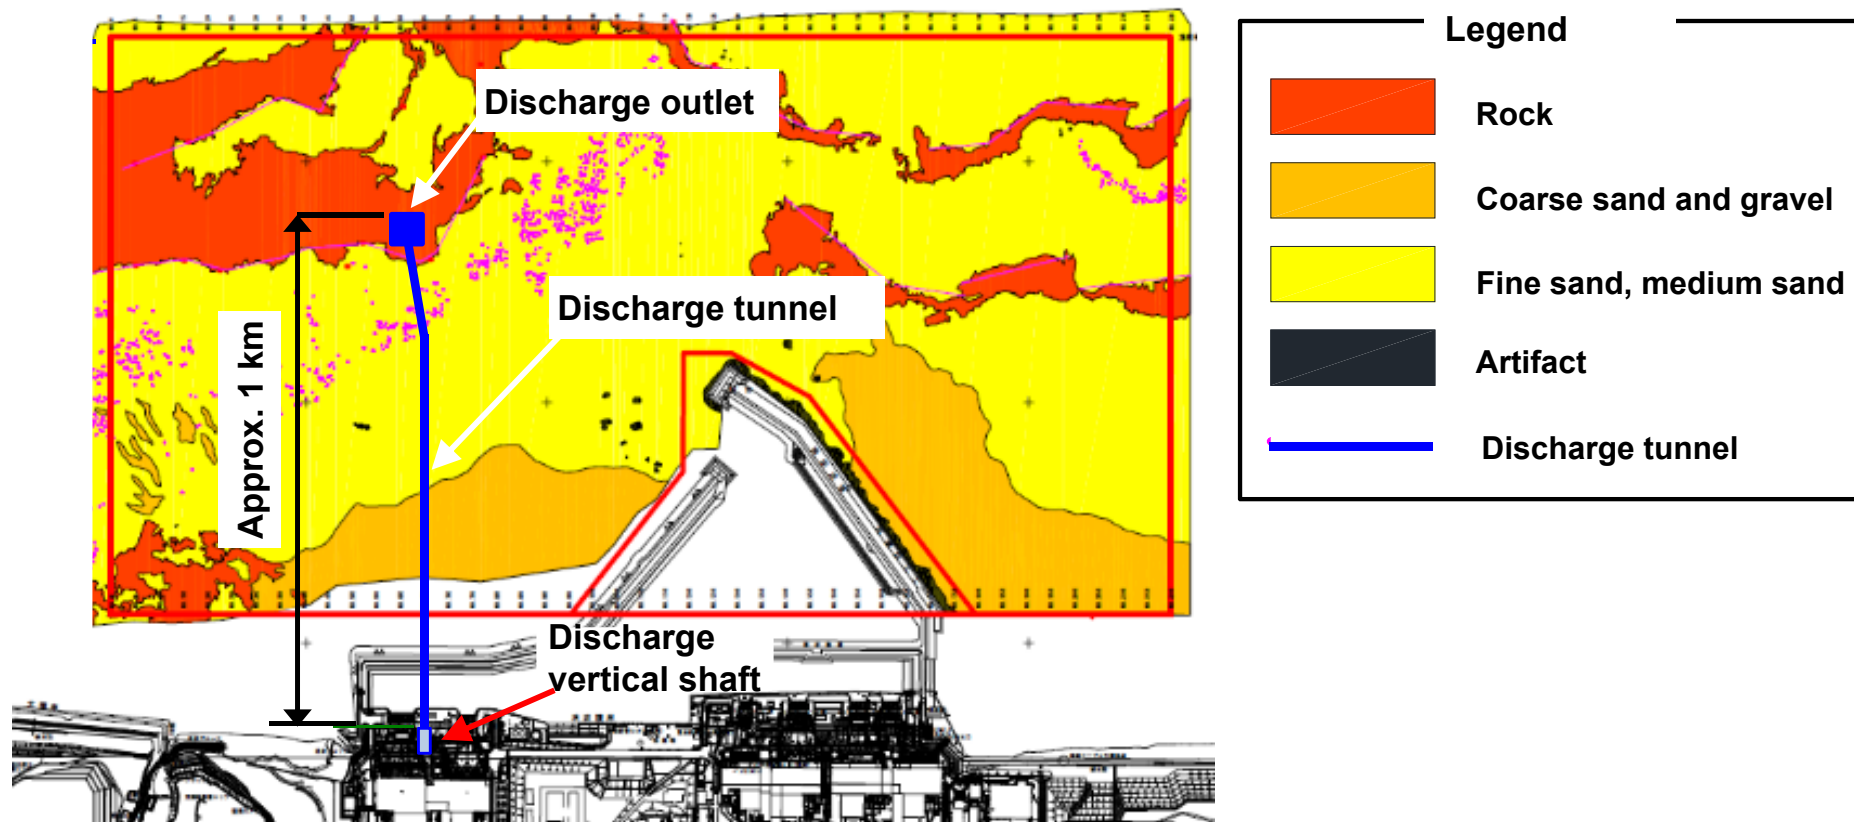 Legend
Discharge outlet
Rock
Coarse sand and gravel
Discharge tunnel
Fine sand, medium sand
Approx. 1 km
Artifact
Discharge tunnel
Discharge
vertical shaft